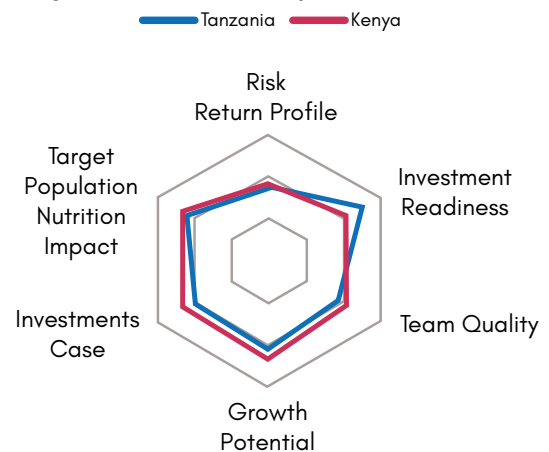 Tanzania Kenya
Risk
Return Profile
Target
Population
Nutrition
Impact
Investment
Readiness
Investments
Case
Team Quality
Growth
Potential